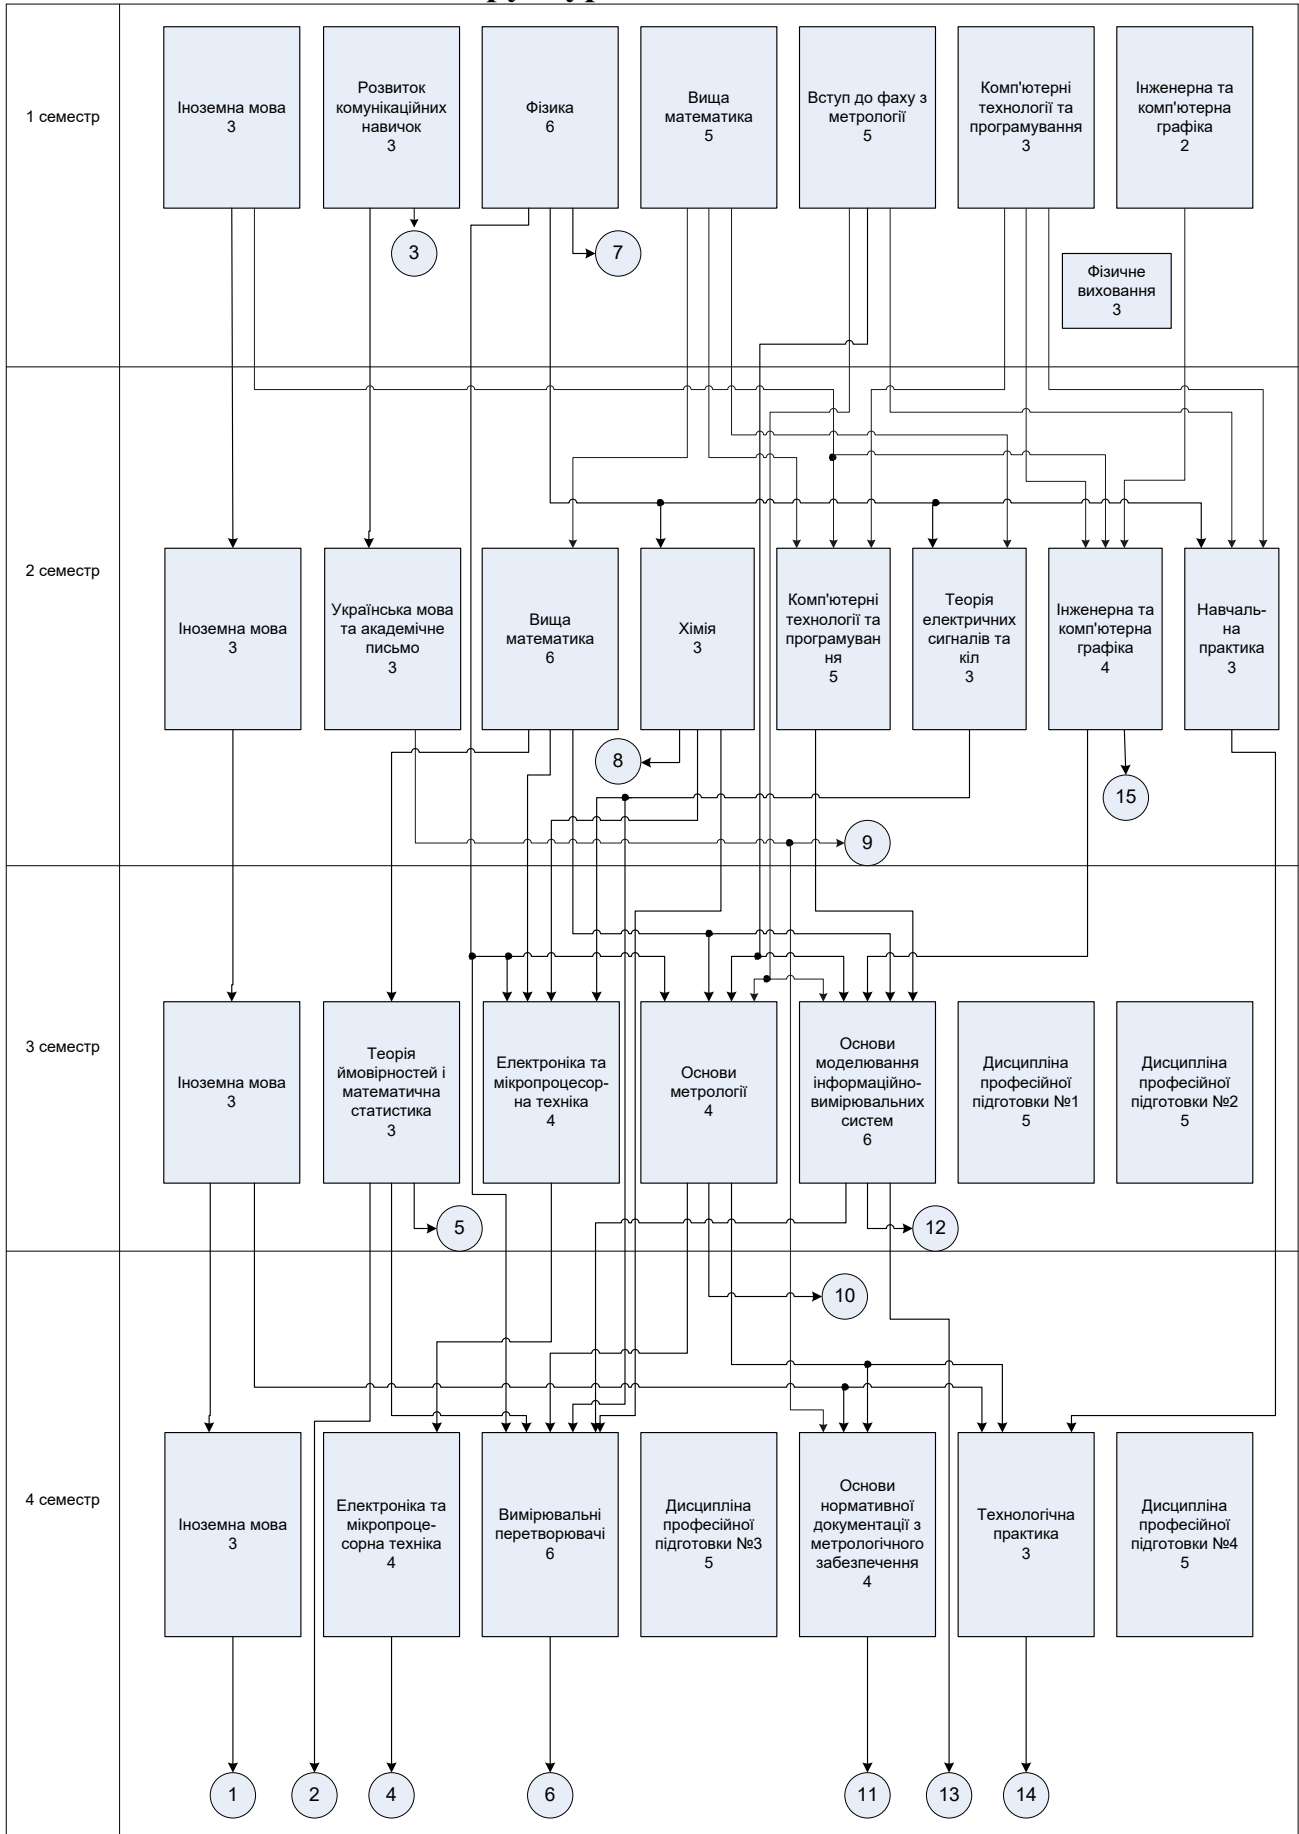 1 семестр
Іноземна мова
3
Розвиток
комунікаційних
навичок
3
Фізика
6
Вища
математика
5
Вступ до фаху з
метрології
5
Комп'ютерні
технології та
програмування
3
Інженерна та
комп'ютерна
графіка
2
3
7
Фізичне
виховання
3
2 семестр
Іноземна мова
3
Українська мова
та академічне
письмо
3
Вища
математика
6
Хімія
3
Комп'ютерні
технології та
програмуван
ня
5
Теорія
електричних
сигналів та
кіл
3
Інженерна та
комп'ютерна
графіка
4
Навчаль-
на
практика
3
8
15
9
3 семестр
Іноземна мова
3
Теорія
ймовірностей і
математична
статистика
3
Електроніка та
мікропроцесор-
на техніка
4
Основи
метрології
4
Основи
моделювання
інформаційно-
вимірювальних
систем
6
Дисципліна
професійної
підготовки №1
5
Дисципліна
професійної
підготовки №2
5
5
12
10
4 семестр
Іноземна мова
3
Електроніка та
мікропроце-
сорна техніка
4
Вимірювальні
перетворювачі
6
Дисципліна
професійної
підготовки №3
5
Основи
нормативної
документації з
метрологічного
забезпечення
4
Технологічна
практика
3
Дисципліна
професійної
підготовки №4
5
1
2
4
6
11
13
14